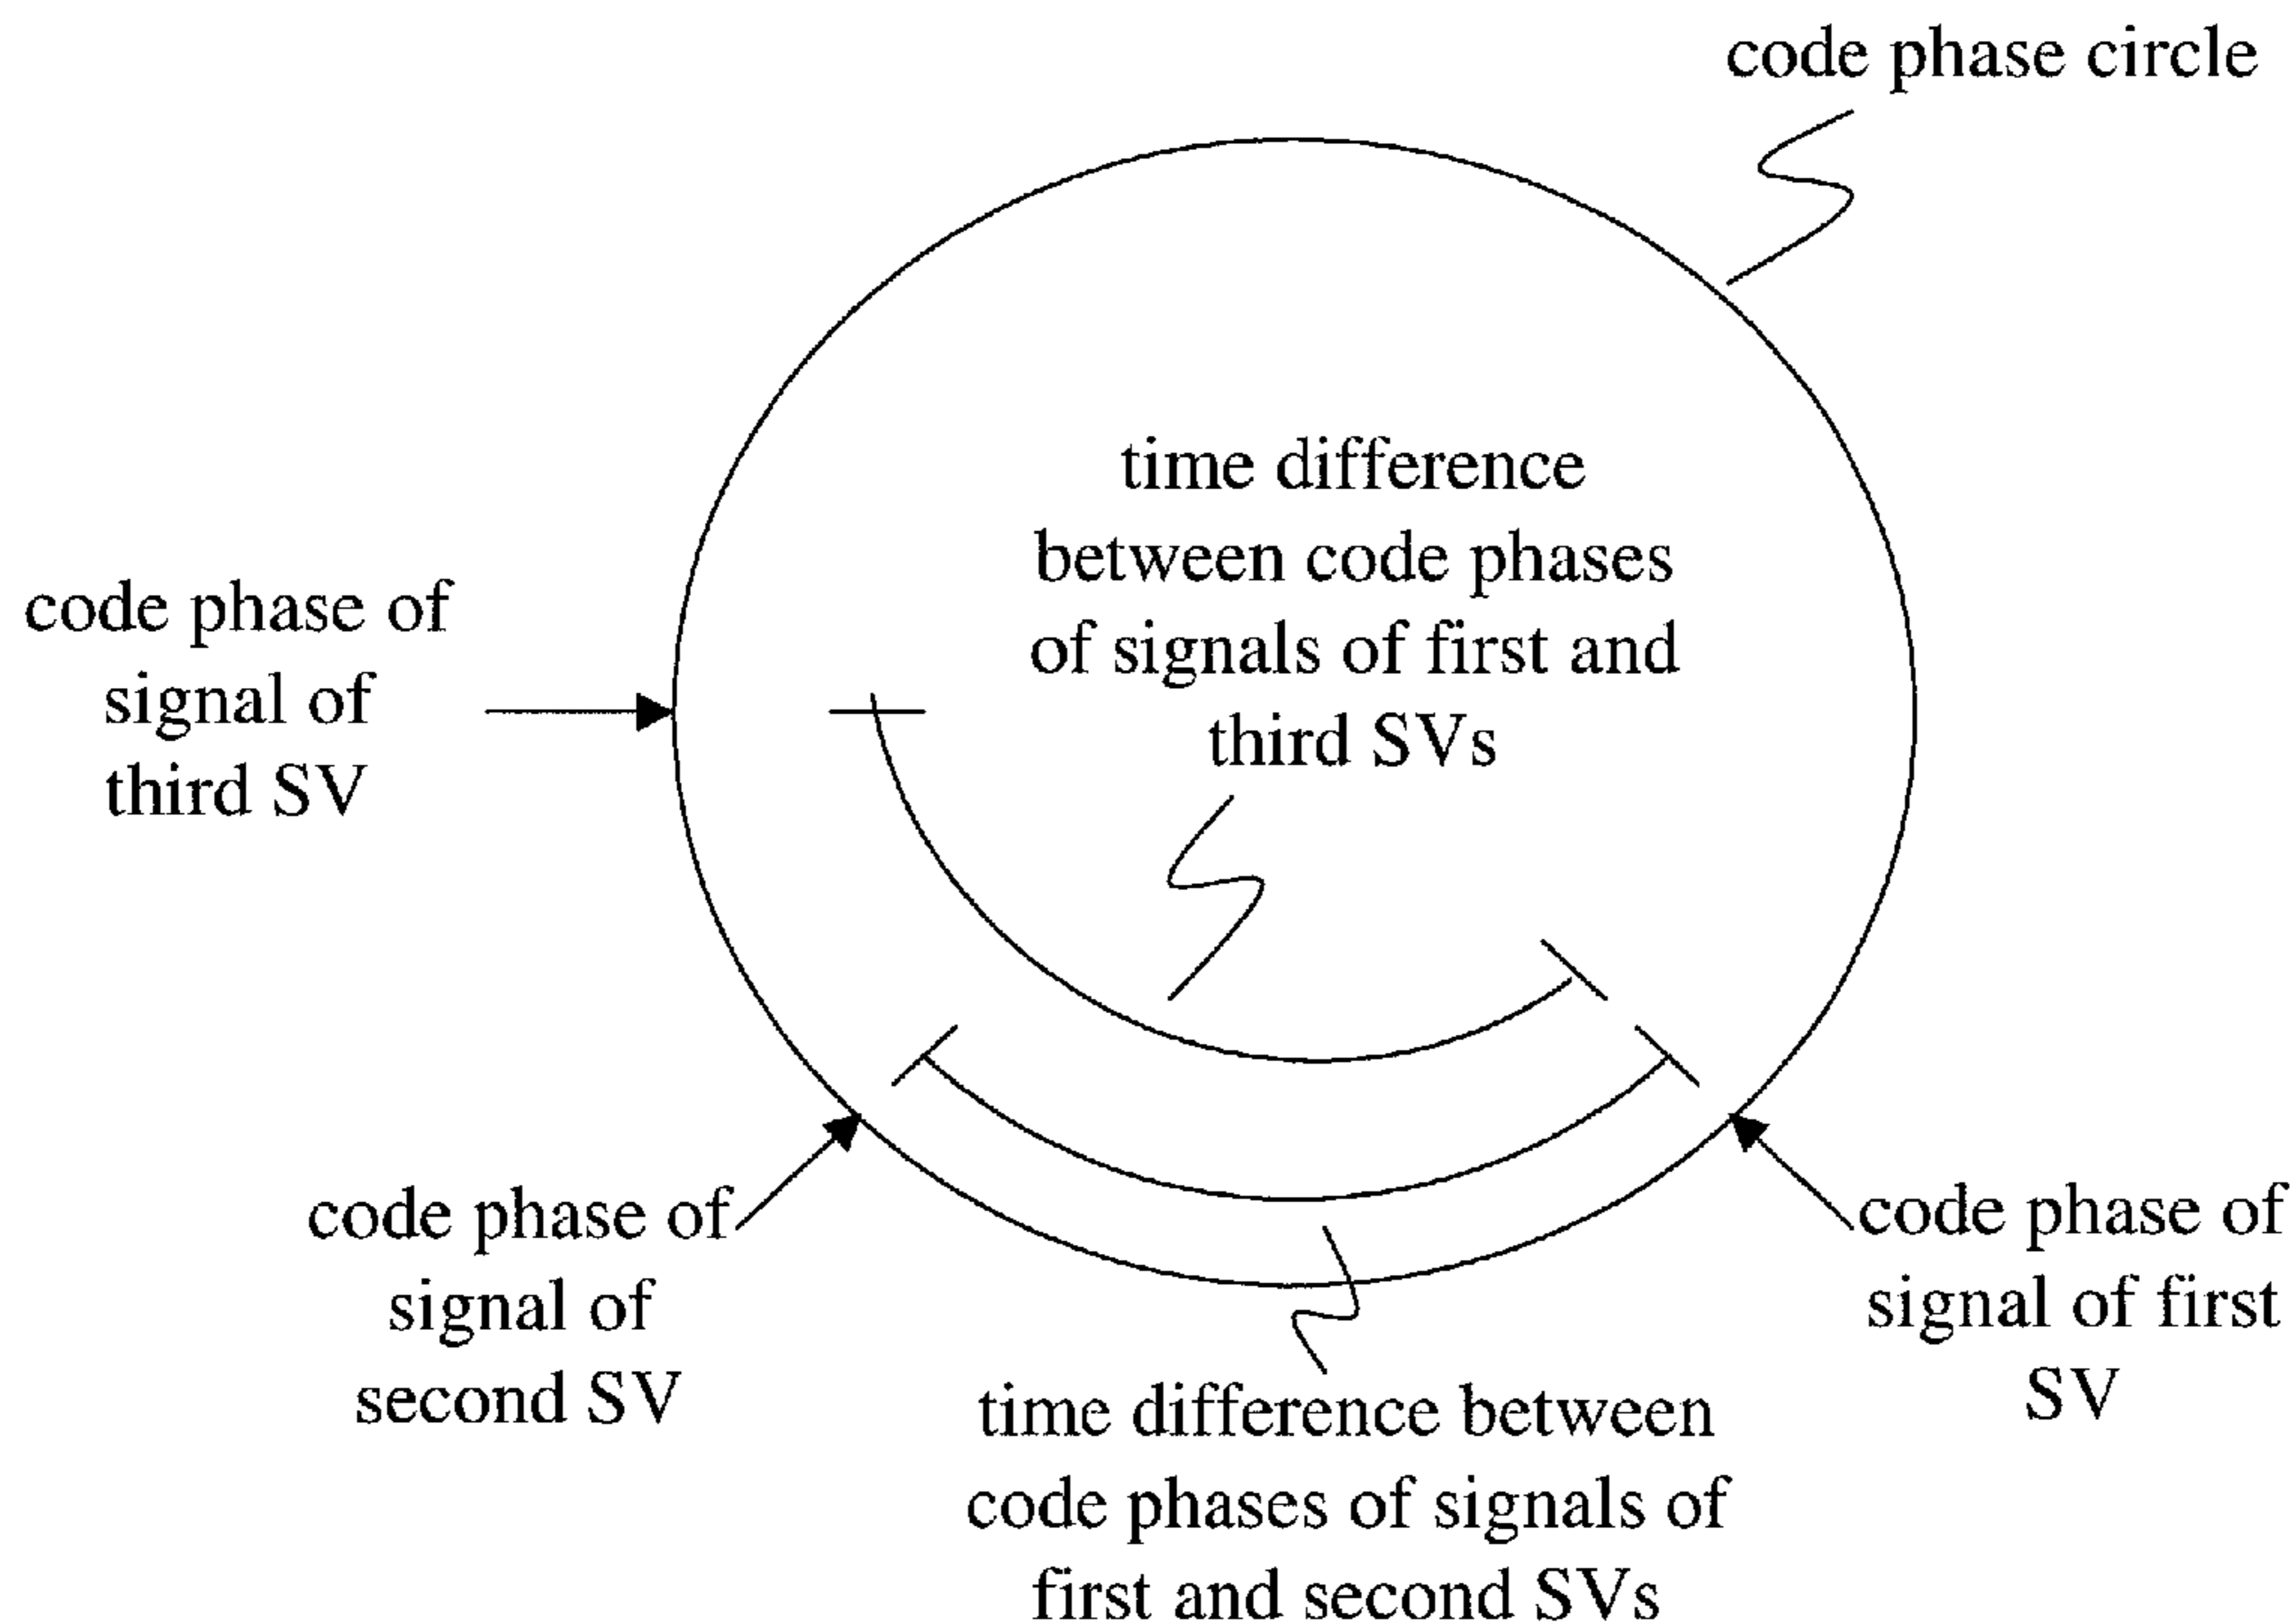 code phase circle
time difference
between code phases
of signals of first and
third SVs
code phase of
signal of
third SV
code phase of
signal of
second SV
code phase of
signal of first
SV
time difference between
code phases of signals of
first and second SVs